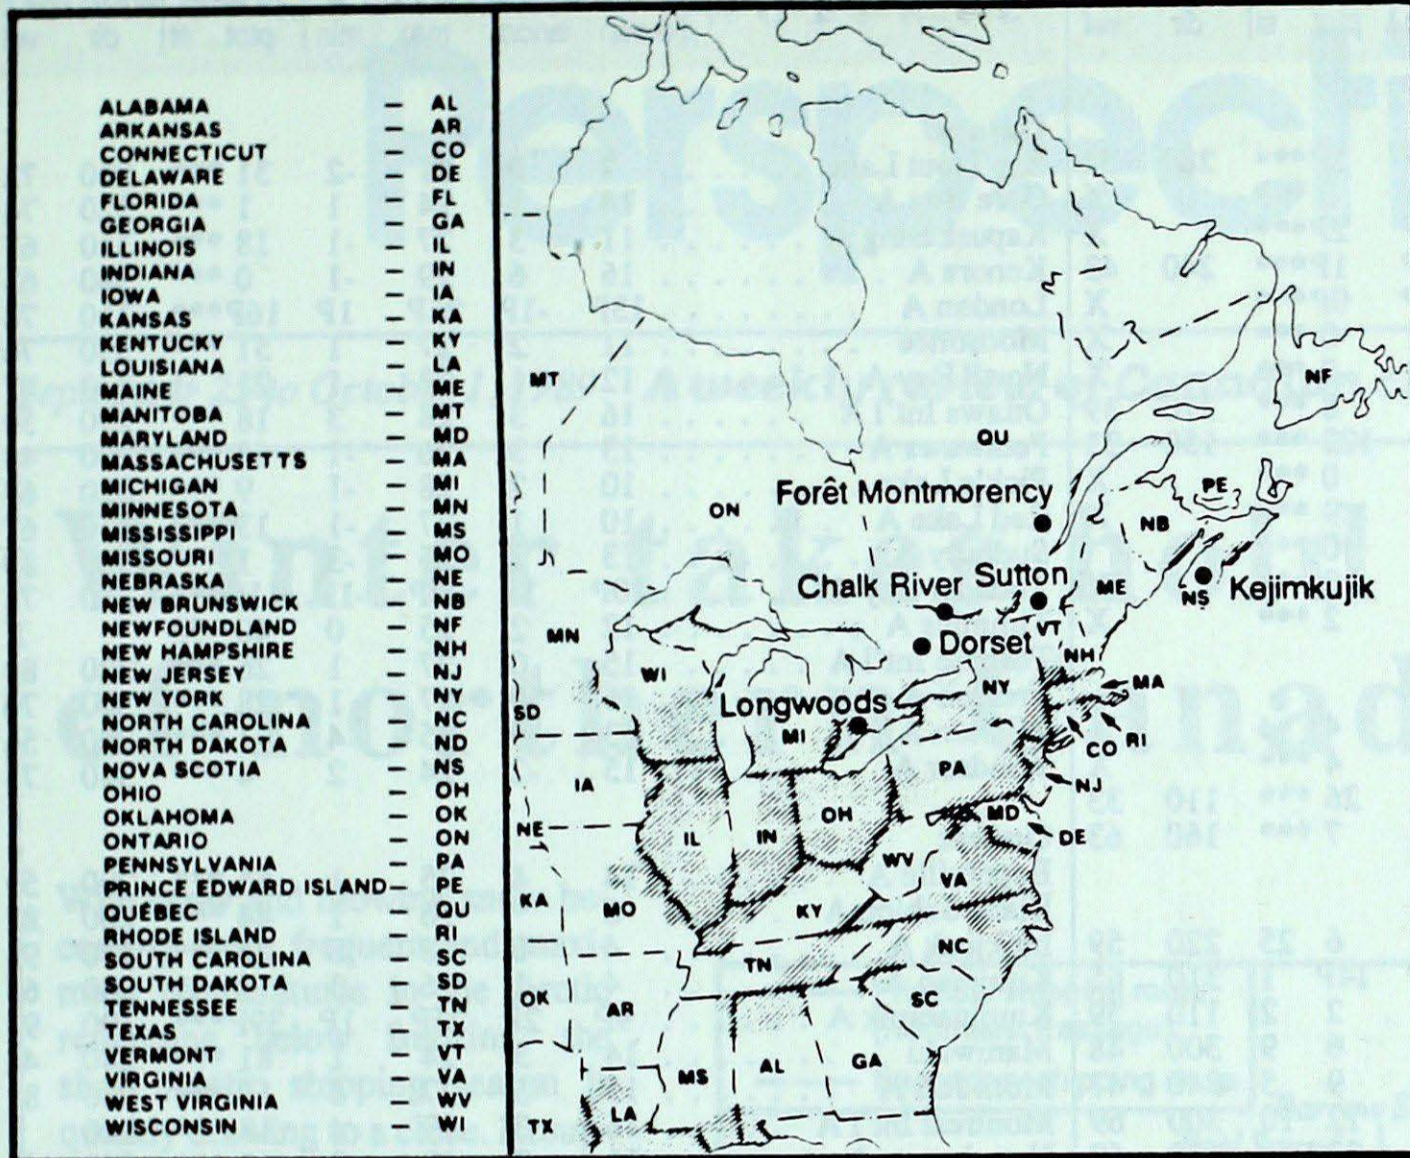 ALABAMA — AL
ARKANSAS — AR
CONNECTICUT — CO
DELAWARE — DE
FLORIDA — FL
GEORGIA — GA
ILLINOIS — IL
INDIANA — IN
IOWA — IA
KANSAS — KA
KENTUCKY — KY
LOUISIANA — LA
MAINE — ME
MANITOBA — MT
MARYLAND — MD
MASSACHUSETTS — MA
MICHIGAN — MI
MINNESOTA — MN
MISSISSIPPI — MS
MISSOURI — MO
NEBRASKA — NE
NEW BRUNSWICK — NB
NEWFOUNDLAND — NF
NEW HAMPSHIRE — NH
NEW JERSEY — NJ
NEW YORK — NY
NORTH CAROLINA — NC
NORTH DAKOTA — ND
NOVA SCOTIA — NS
OHIO — OH
OKLAHOMA — OK
ONTARIO — ON
PENNSYLVANIA — PA
PRINCE EDWARD ISLAND — PE
QUÉBEC — QU
RHODE ISLAND — RI
SOUTH CAROLINA — SC
SOUTH DAKOTA — SD
TENNESSEE — TN
TEXAS — TX
VERMONT — VT
VIRGINIA — VA
WEST VIRGINIA — WV
WISCONSIN — WI
MT
NF
QU
Forêt Montmorency
PE
ON
NB
Chalk River
Sutton
ME
NS
Kejimkujik
MN
Dorset
VT
NH
WI
NY
MA
SD
Longwoods
MI
CO
RI
IA
PA
NJ
NE
IL
IN
OH
MD
DE
WV
VA
KA
MO
KY
NC
TN
OK
AR
SC
MS
AL
GA
LA
TX